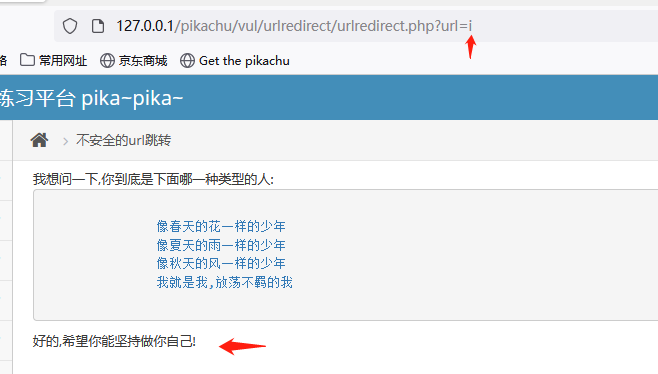 127.0.0.1/pikachu/vul/urlredirect/urlredirect.php?url=i
常用网址 京东商城 Get the pikachu
练习平台 pika~pika~
不安全的url跳转
我想问一下,你到底是下面哪一种类型的人:
像春天的花一样的少年
像夏天的雨一样的少年
像秋天的风一样的少年
我就是我,放荡不羁的我
好的,希望你能坚持做你自己!